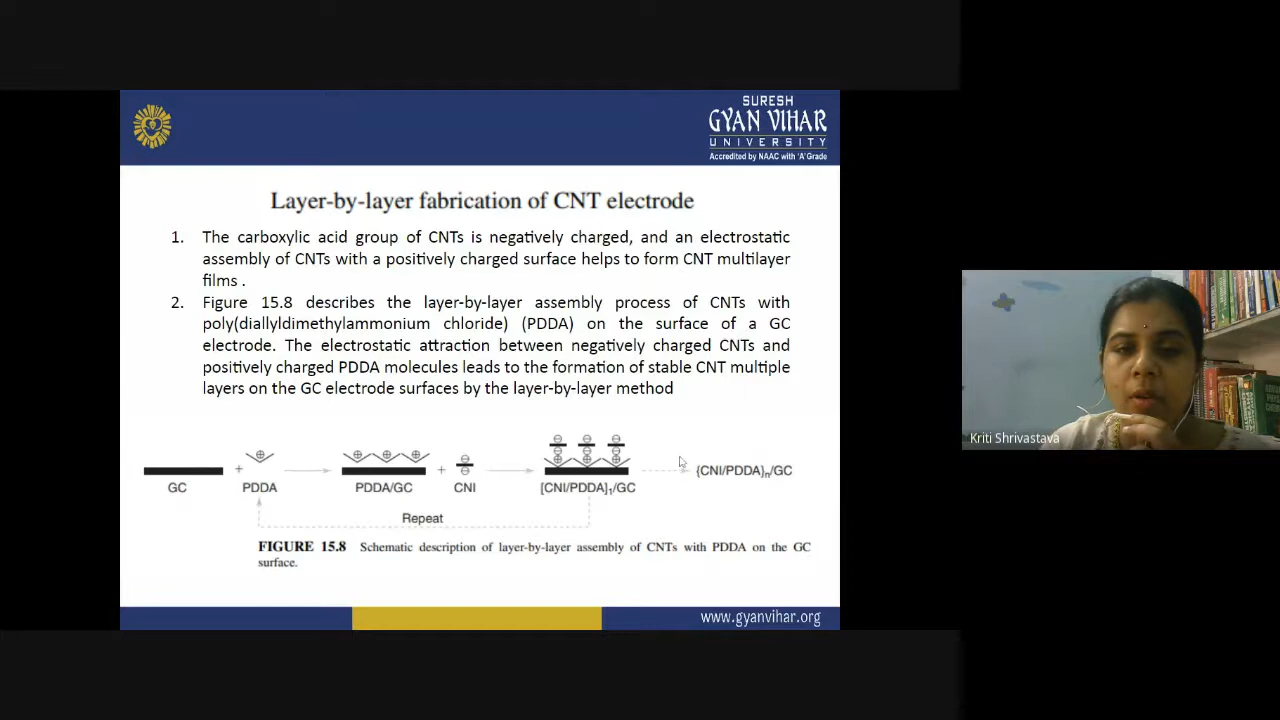 SURESH
GYAN VIHAR
UNIVERSITY
Accredited by NAAC with 'A' Grade
Layer-by-layer fabrication of CNT electrode
1. The carboxylic acid group of CNTs is negatively charged, and an electrostatic
assembly of CNTs with a positively charged surface helps to form CNT multilayer
films .
2. Figure 15.8 describes the layer-by-layer assembly process of CNTs with
poly(diallyldimethylammonium chloride) (PDDA) on the surface of a GC
electrode. The electrostatic attraction between negatively charged CNTs and
positively charged PDDA molecules leads to the formation of stable CNT multiple
layers on the GC electrode surfaces by the layer-by-layer method
GC + PDDA PDDA/GC + CNI [CNI/PDDA]1/GC {CNI/PDDA}n/GC
Repeat
FIGURE 15.8 Schematic description of layer-by-layer assembly of CNTs with PDDA on the GC
surface.
www.gyanvihar.org
Kriti Shrivastava